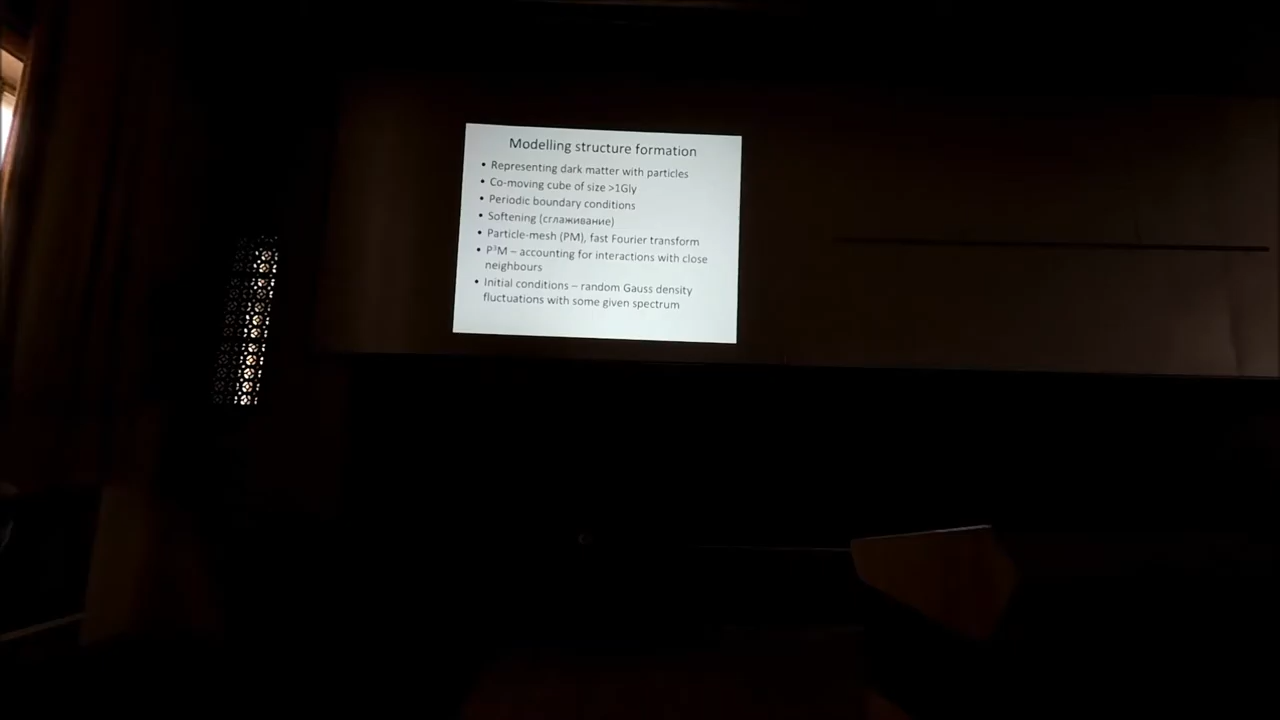 Modelling structure formation
• Representing dark matter with particles
• Co-moving cube of size >1Gly
• Periodic boundary conditions
• Softening (сглаживание)
• Particle-mesh (PM), fast Fourier transform
• P³M – accounting for interactions with close
neighbours
• Initial conditions – random Gauss density
fluctuations with some given spectrum